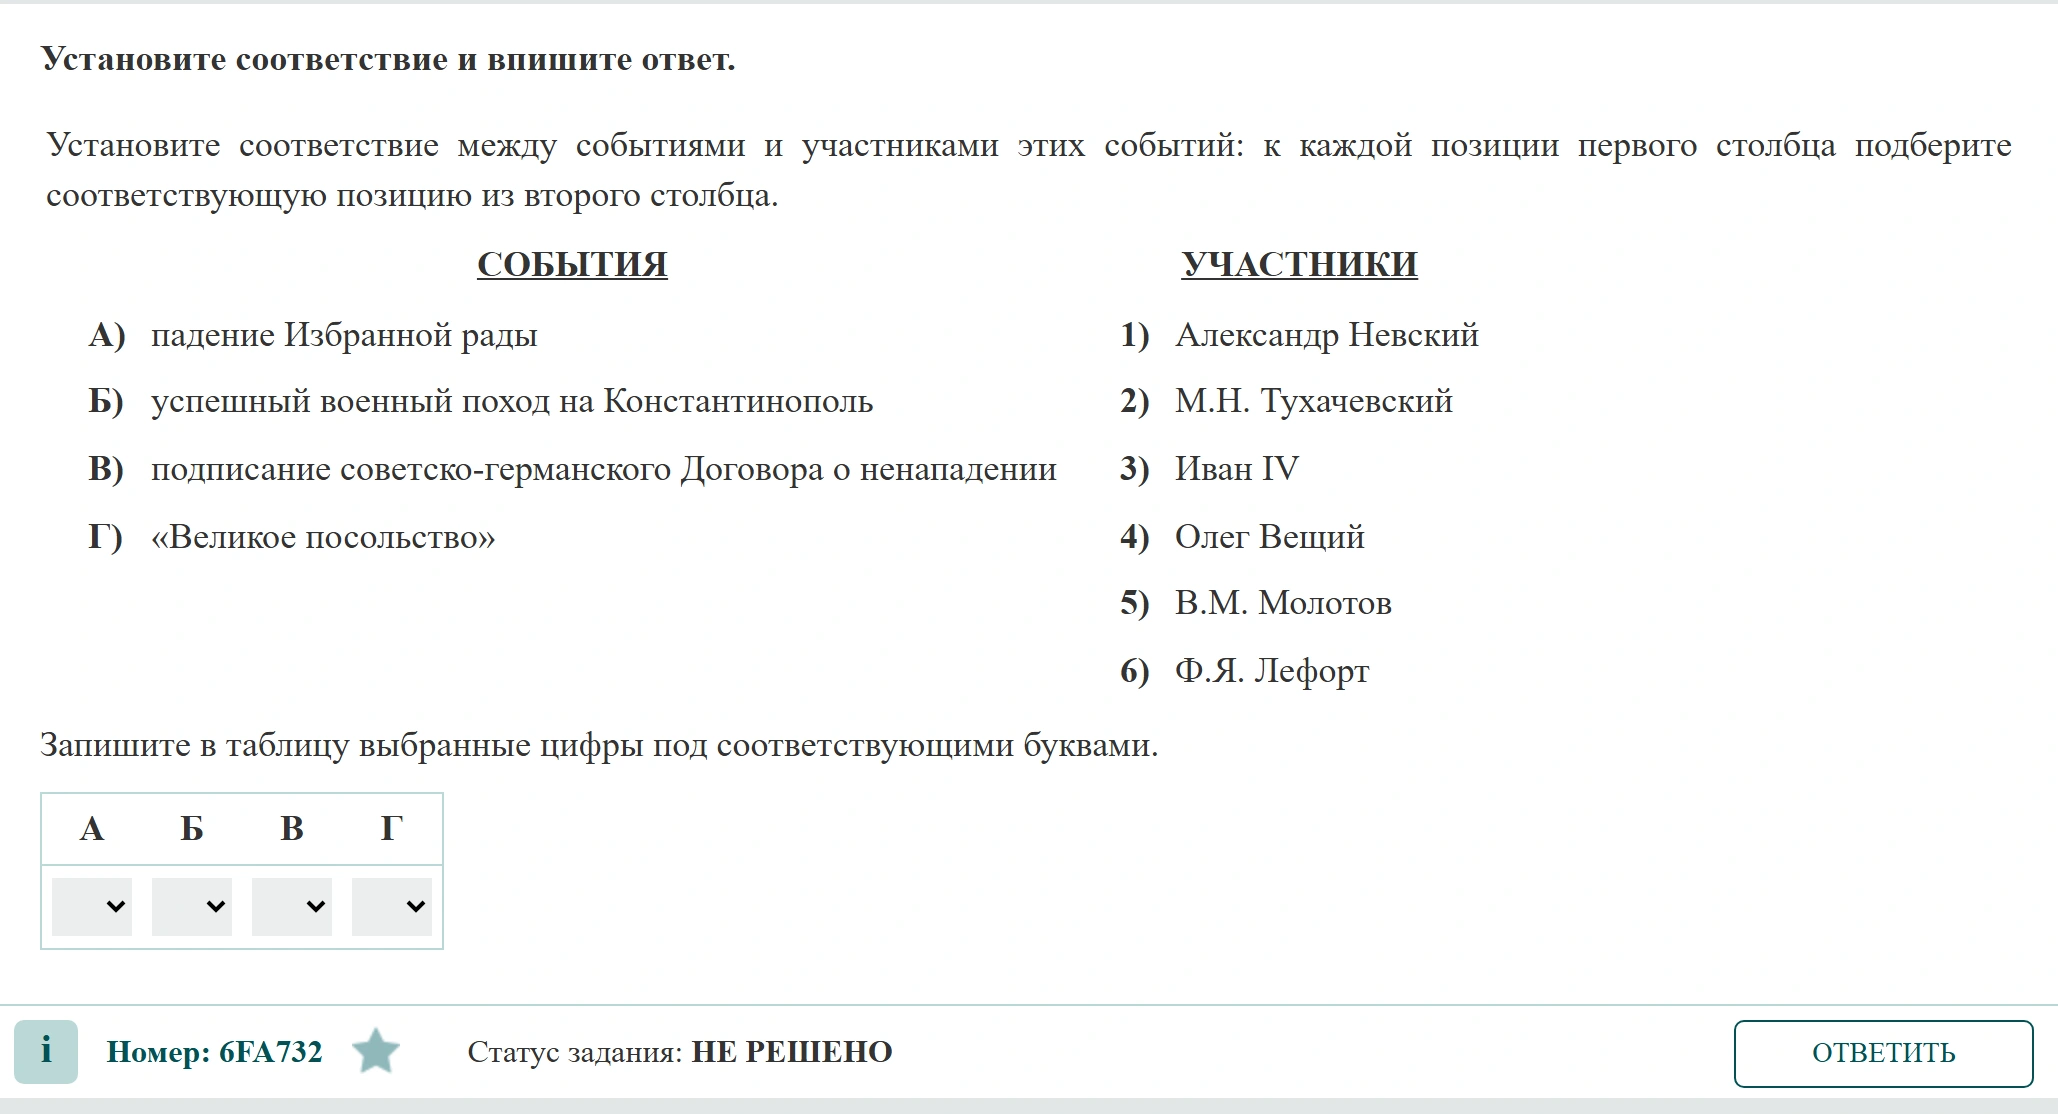 Установите соответствие и впишите ответ.
Установите соответствие между событиями и участниками этих событий: к каждой позиции первого столбца подберите
соответствующую позицию из второго столбца.
СОБЫТИЯ
А) падение Избранной рады
Б) успешный военный поход на Константинополь
В) подписание советско-германского Договора о ненападении
Г) «Великое посольство»
УЧАСТНИКИ
1) Александр Невский
2) М.Н. Тухачевский
3) Иван IV
4) Олег Вещий
5) В.М. Молотов
6) Ф.Я. Лефорт
Запишите в таблицу выбранные цифры под соответствующими буквами.
А Б В Г
i Номер: 6FA732 Статус задания: НЕ РЕШЕНО ОТВЕТИТЬ